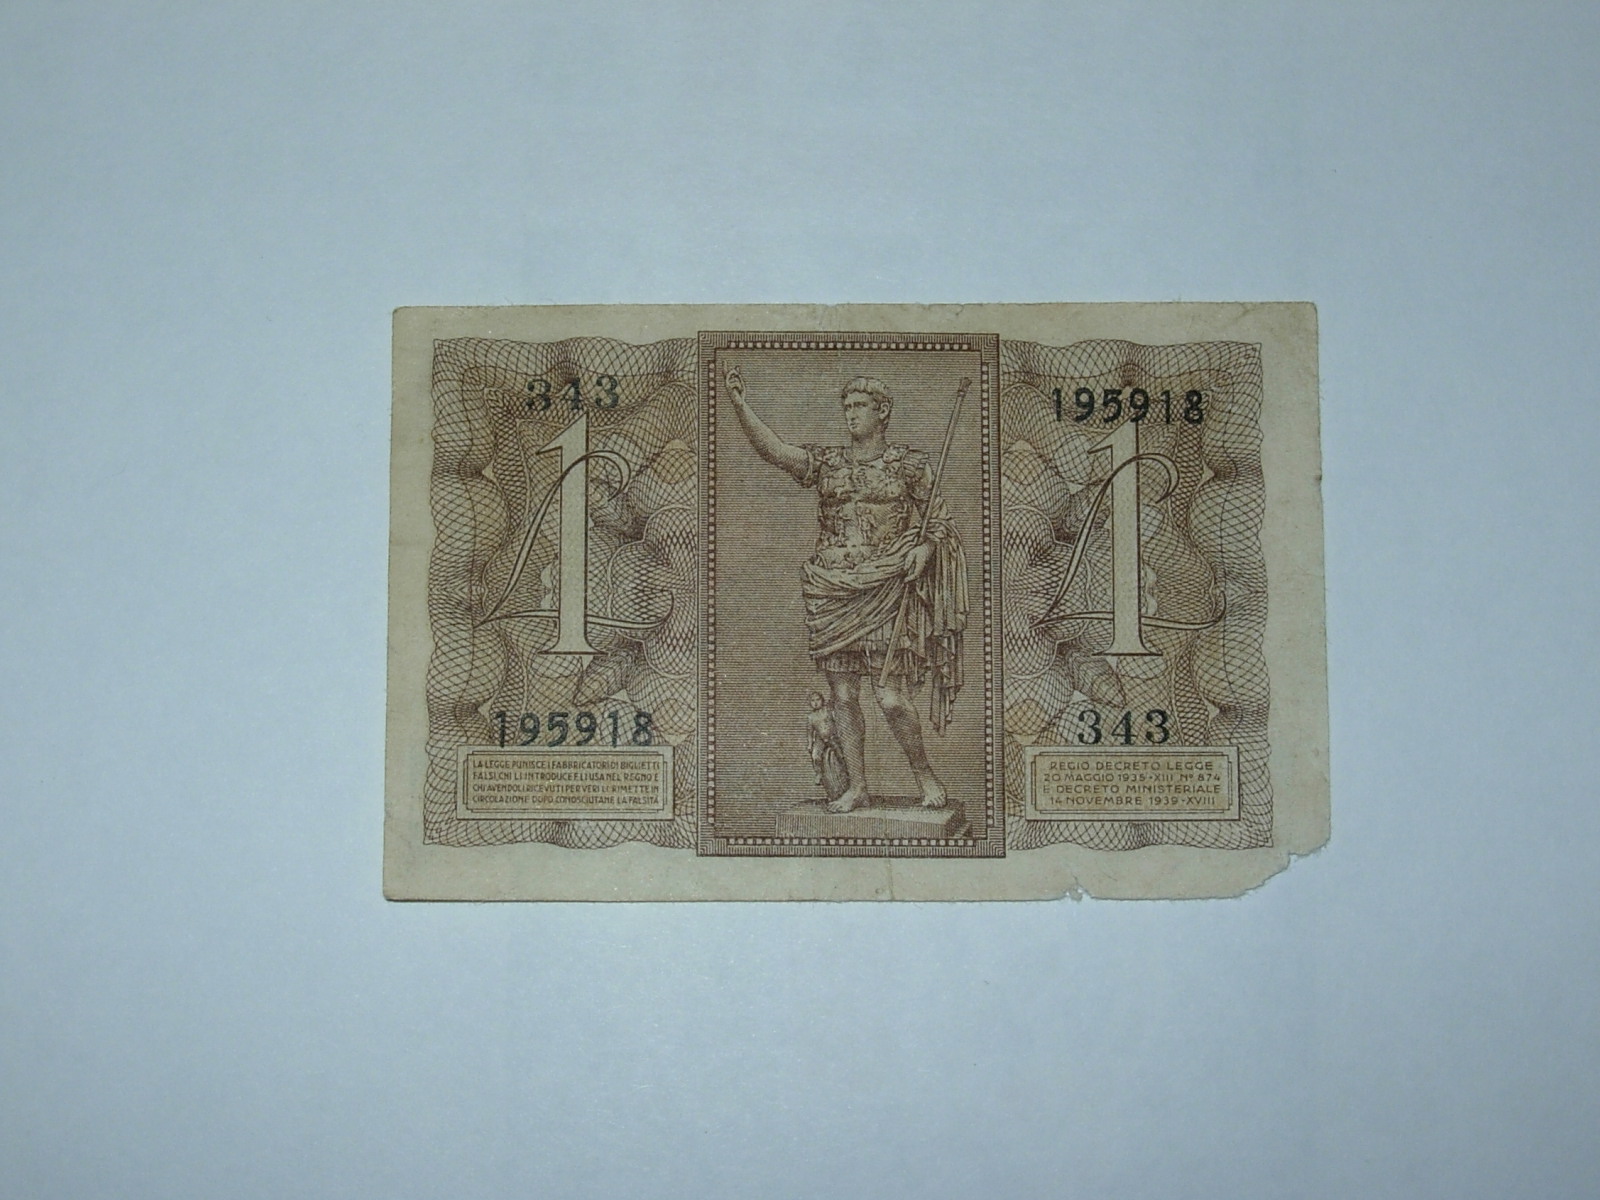 343
195918
1
1
195918
343
LA LEGGE PUNISCE I FABBRICATORI DI BIGLIETTI
FALSI, CHI LI INTRODUCE E LI USA NEL REGNO E
CHI AVENDOLI RICEVUTI PER VERI LI RIMETTE IN
CIRCOLAZIONE DOPO CONOSCIUTANE LA FALSITÀ
REGIO DECRETO LEGGE
20 MAGGIO 1935-XIII Nº 874
E DECRETO MINISTERIALE
14 NOVEMBRE 1939-XVIII